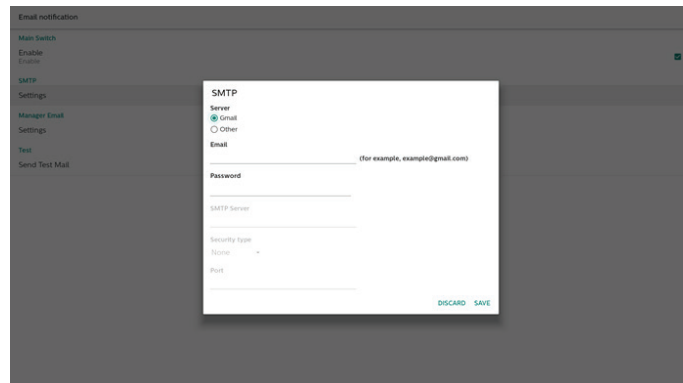 Email notification
Main Switch
Enable
Enable
SMTP
Settings
Manager Email
Settings
Test
Send Test Mail
SMTP
Server
Gmail
Other
Email
(for example, example@gmail.com)
Password
SMTP Server
Security type
None
Port
DISCARD SAVE